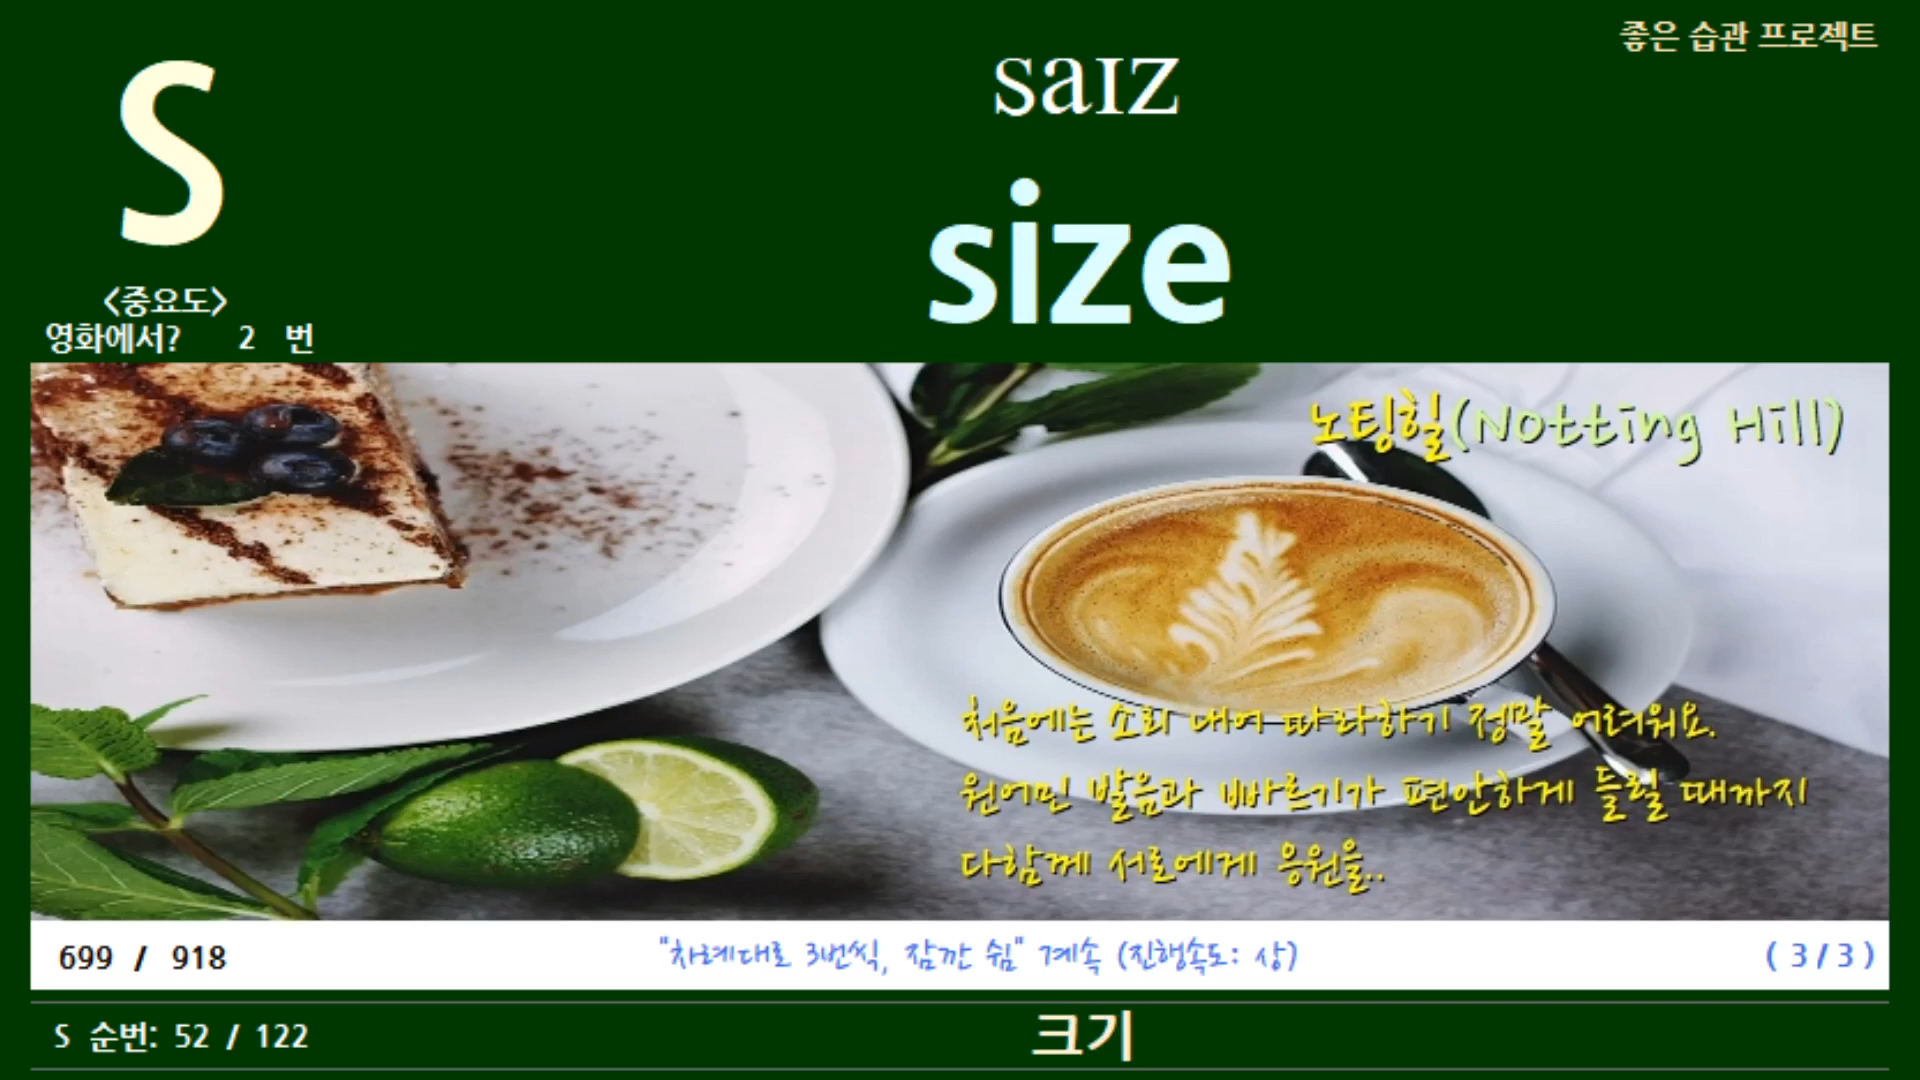 좋은 습관 프로젝트
S
saɪz
size
<중요도>
영화에서? 2 번
노팅힐(Notting Hill)
처음에는 소리 내어 따라하기 정말 어려워요.
원어민 발음과 빠르기가 편안하게 들릴 때까지
다함께 서로에게 응원을..
699 / 918
"차례대로 3번씩, 잠깐 쉼" 계속 (진행속도: 상)
( 3 / 3 )
S 순번: 52 / 122
크기